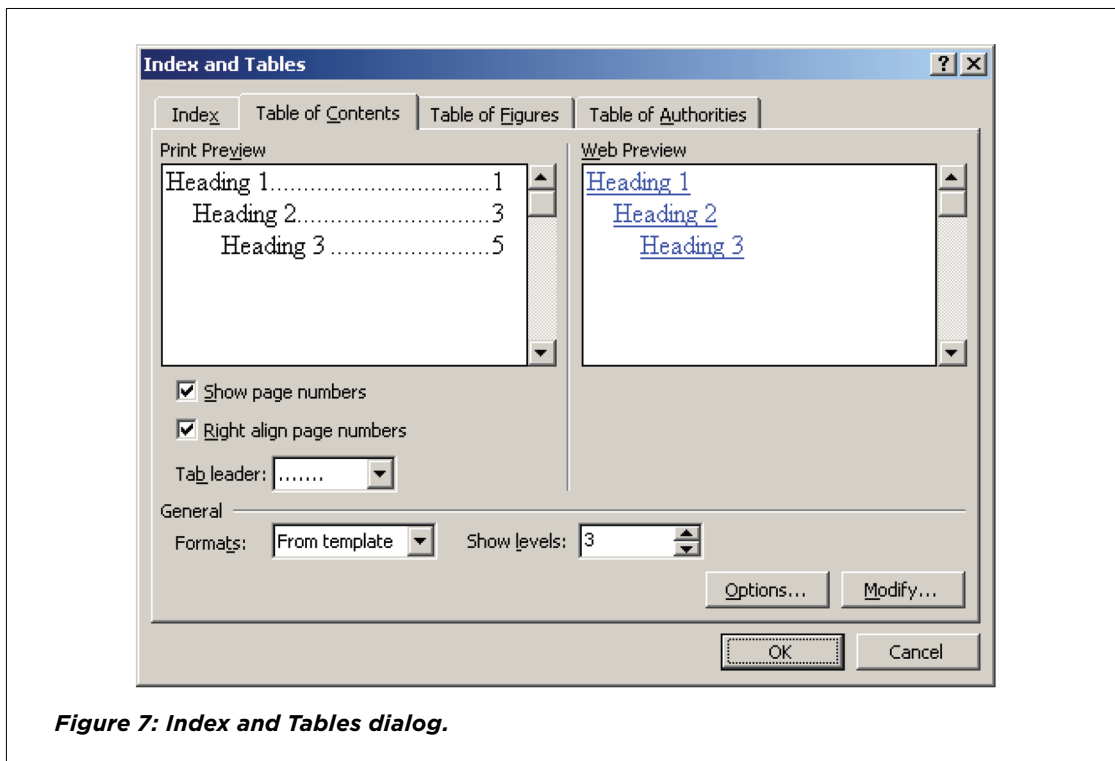 Index and Tables
Index Table of Contents Table of Figures Table of Authorities
Print Preview
Heading 1.................................1
Heading 2.............................3
Heading 3........................5
Web Preview
Heading 1
Heading 2
Heading 3
Show page numbers
Right align page numbers
Tab leader: .......
General
Formats: From template Show levels: 3
Options... Modify...
OK Cancel
Figure 7: Index and Tables dialog.